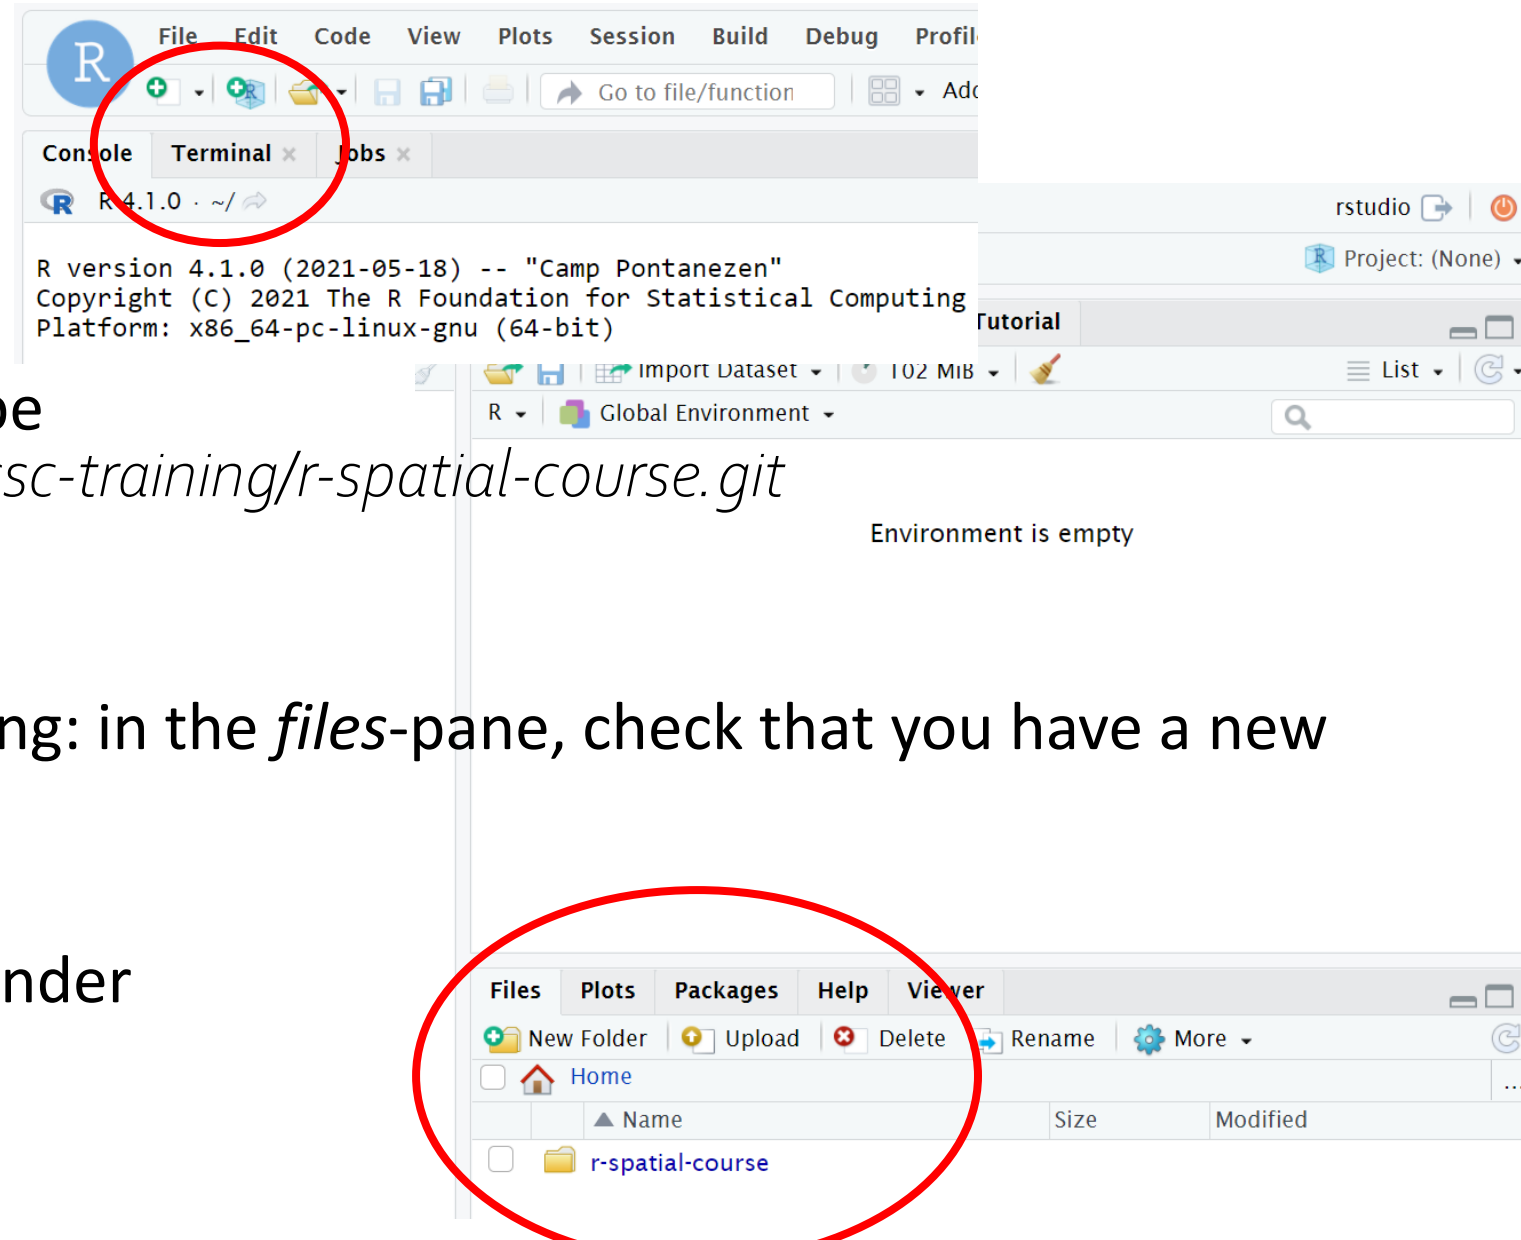 R
File Edit Code View Plots Session Build Debug
Go to file/function
Console Terminal × Jobs ×
R R 4.1.0 · ~/
R version 4.1.0 (2021-05-18) -- "Camp Pontanezen"
Copyright (C) 2021 The R Foundation for Statistical Computing
Platform: x86_64-pc-linux-gnu (64-bit)
rstudio
R Project: (None)
Tutorial
Import Dataset 102 MiB List
R Global Environment
sc-training/r-spatial-course.git
Environment is empty
ng: in the files-pane, check that you have a new
nder
Files Plots Packages Help Viewer
New Folder Upload Delete Rename More
Home ...
Name Size Modified
r-spatial-course